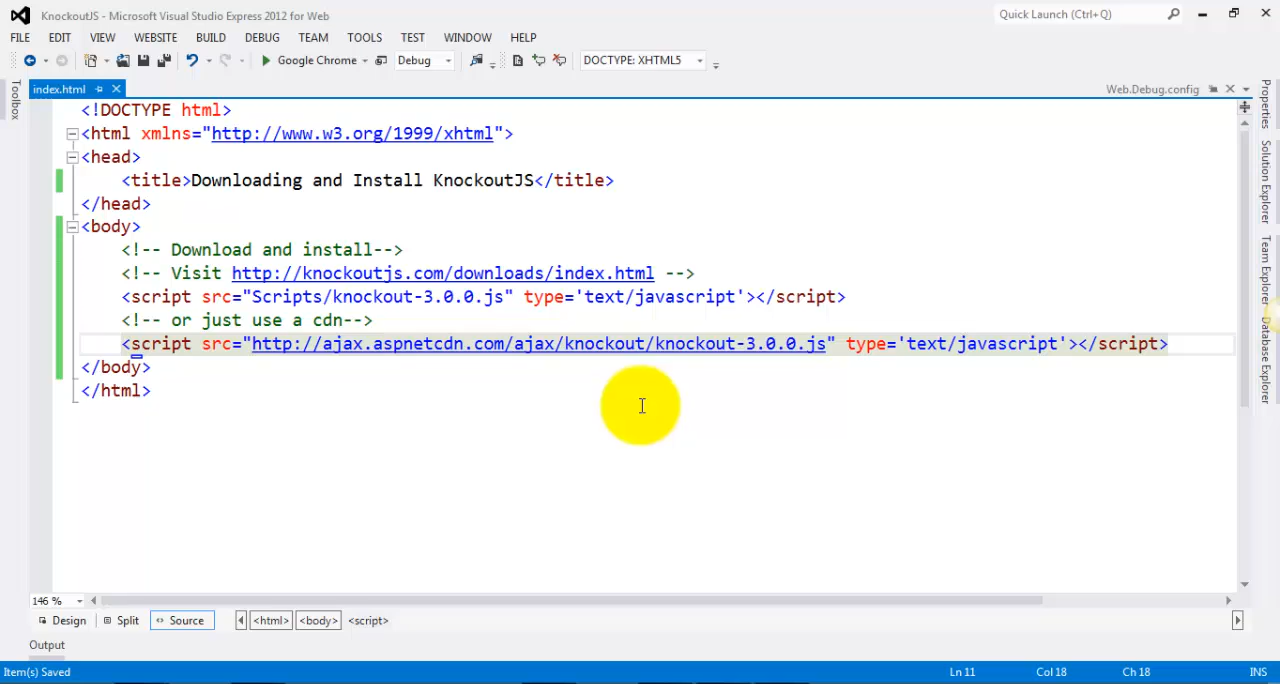 KnockoutJS - Microsoft Visual Studio Express 2012 for Web
Quick Launch (Ctrl+Q)
FILE EDIT VIEW WEBSITE BUILD DEBUG TEAM TOOLS TEST WINDOW HELP
Google Chrome Debug DOCTYPE: XHTML5
Toolbox
index.html Web.Debug.config
<!DOCTYPE html>
<html xmlns="http://www.w3.org/1999/xhtml">
<head>
<title>Downloading and Install KnockoutJS</title>
</head>
<body>
<!-- Download and install-->
<!-- Visit http://knockoutjs.com/downloads/index.html -->
<script src="Scripts/knockout-3.0.0.js" type='text/javascript'></script>
<!-- or just use a cdn-->
<script src="http://ajax.aspnetcdn.com/ajax/knockout/knockout-3.0.0.js" type='text/javascript'></script>
</body>
</html>
Properties
Solution Explorer
Team Explorer
Database Explorer
146 %
Design Split Source <html> <body> <script>
Output
Item(s) Saved Ln 11 Col 18 Ch 18 INS